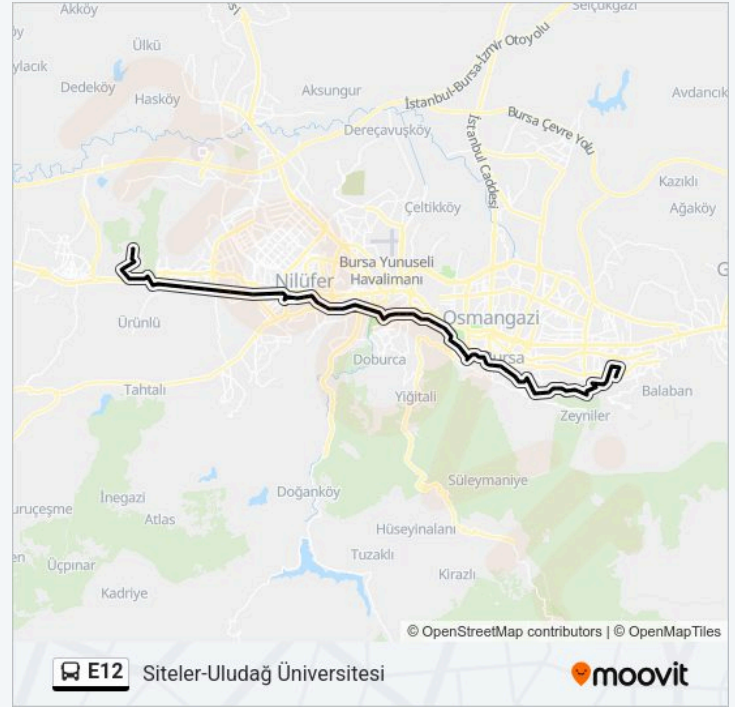 Akköy
Selçukgazi
Ülkü
Dedeköy
Hasköy
Aksungur
İstanbul-Bursa-İzmir Otoyolu
Avdancık
Dereçavuşköy
İstanbul Caddesi
Bursa Çevre Yolu
Kazıklı
Çeltikköy
Ağaköy
Bursa Yunuseli
Havalimanı
Nilüfer
Ürünlü
Osmangazi
Doburca
Bursa
Tahtalı
Yiğitali
Balaban
Zeyniler
Süleymaniye
İnegazi
Doğanköy
uruçeşme
Atlas
Hüseyinalanı
Tuzaklı
Üçpınar
Kirazlı
Kadriye
© OpenStreetMap contributors | © OpenMapTiles
E12 Siteler-Uludağ Üniversitesi
moovit